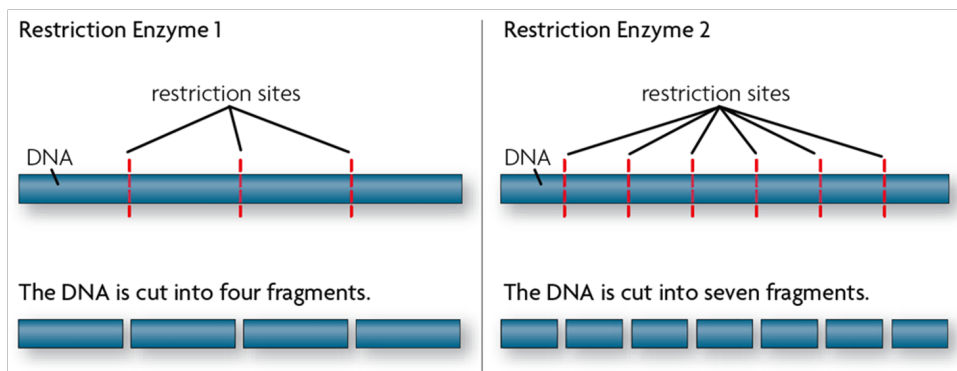 Restriction Enzyme 1
restriction sites
DNA
The DNA is cut into four fragments.
Restriction Enzyme 2
restriction sites
DNA
The DNA is cut into seven fragments.